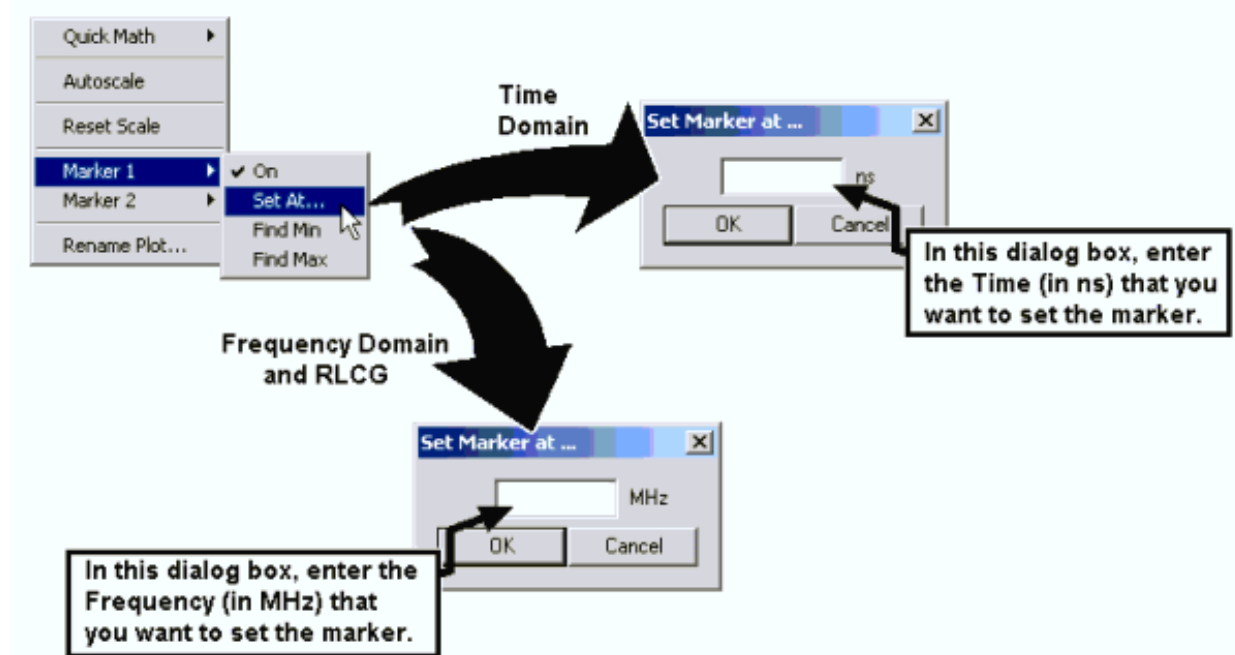 Quick Math
Autoscale
Reset Scale
Marker 1
Marker 2
Rename Plot...
On
Set At...
Find Min
Find Max
Time
Domain
Set Marker at ...
ns
OK
Cancel
In this dialog box, enter
the Time (in ns) that you
want to set the marker.
Frequency Domain
and RLCG
Set Marker at ...
MHz
OK
Cancel
In this dialog box, enter the
Frequency (in MHz) that
you want to set the marker.